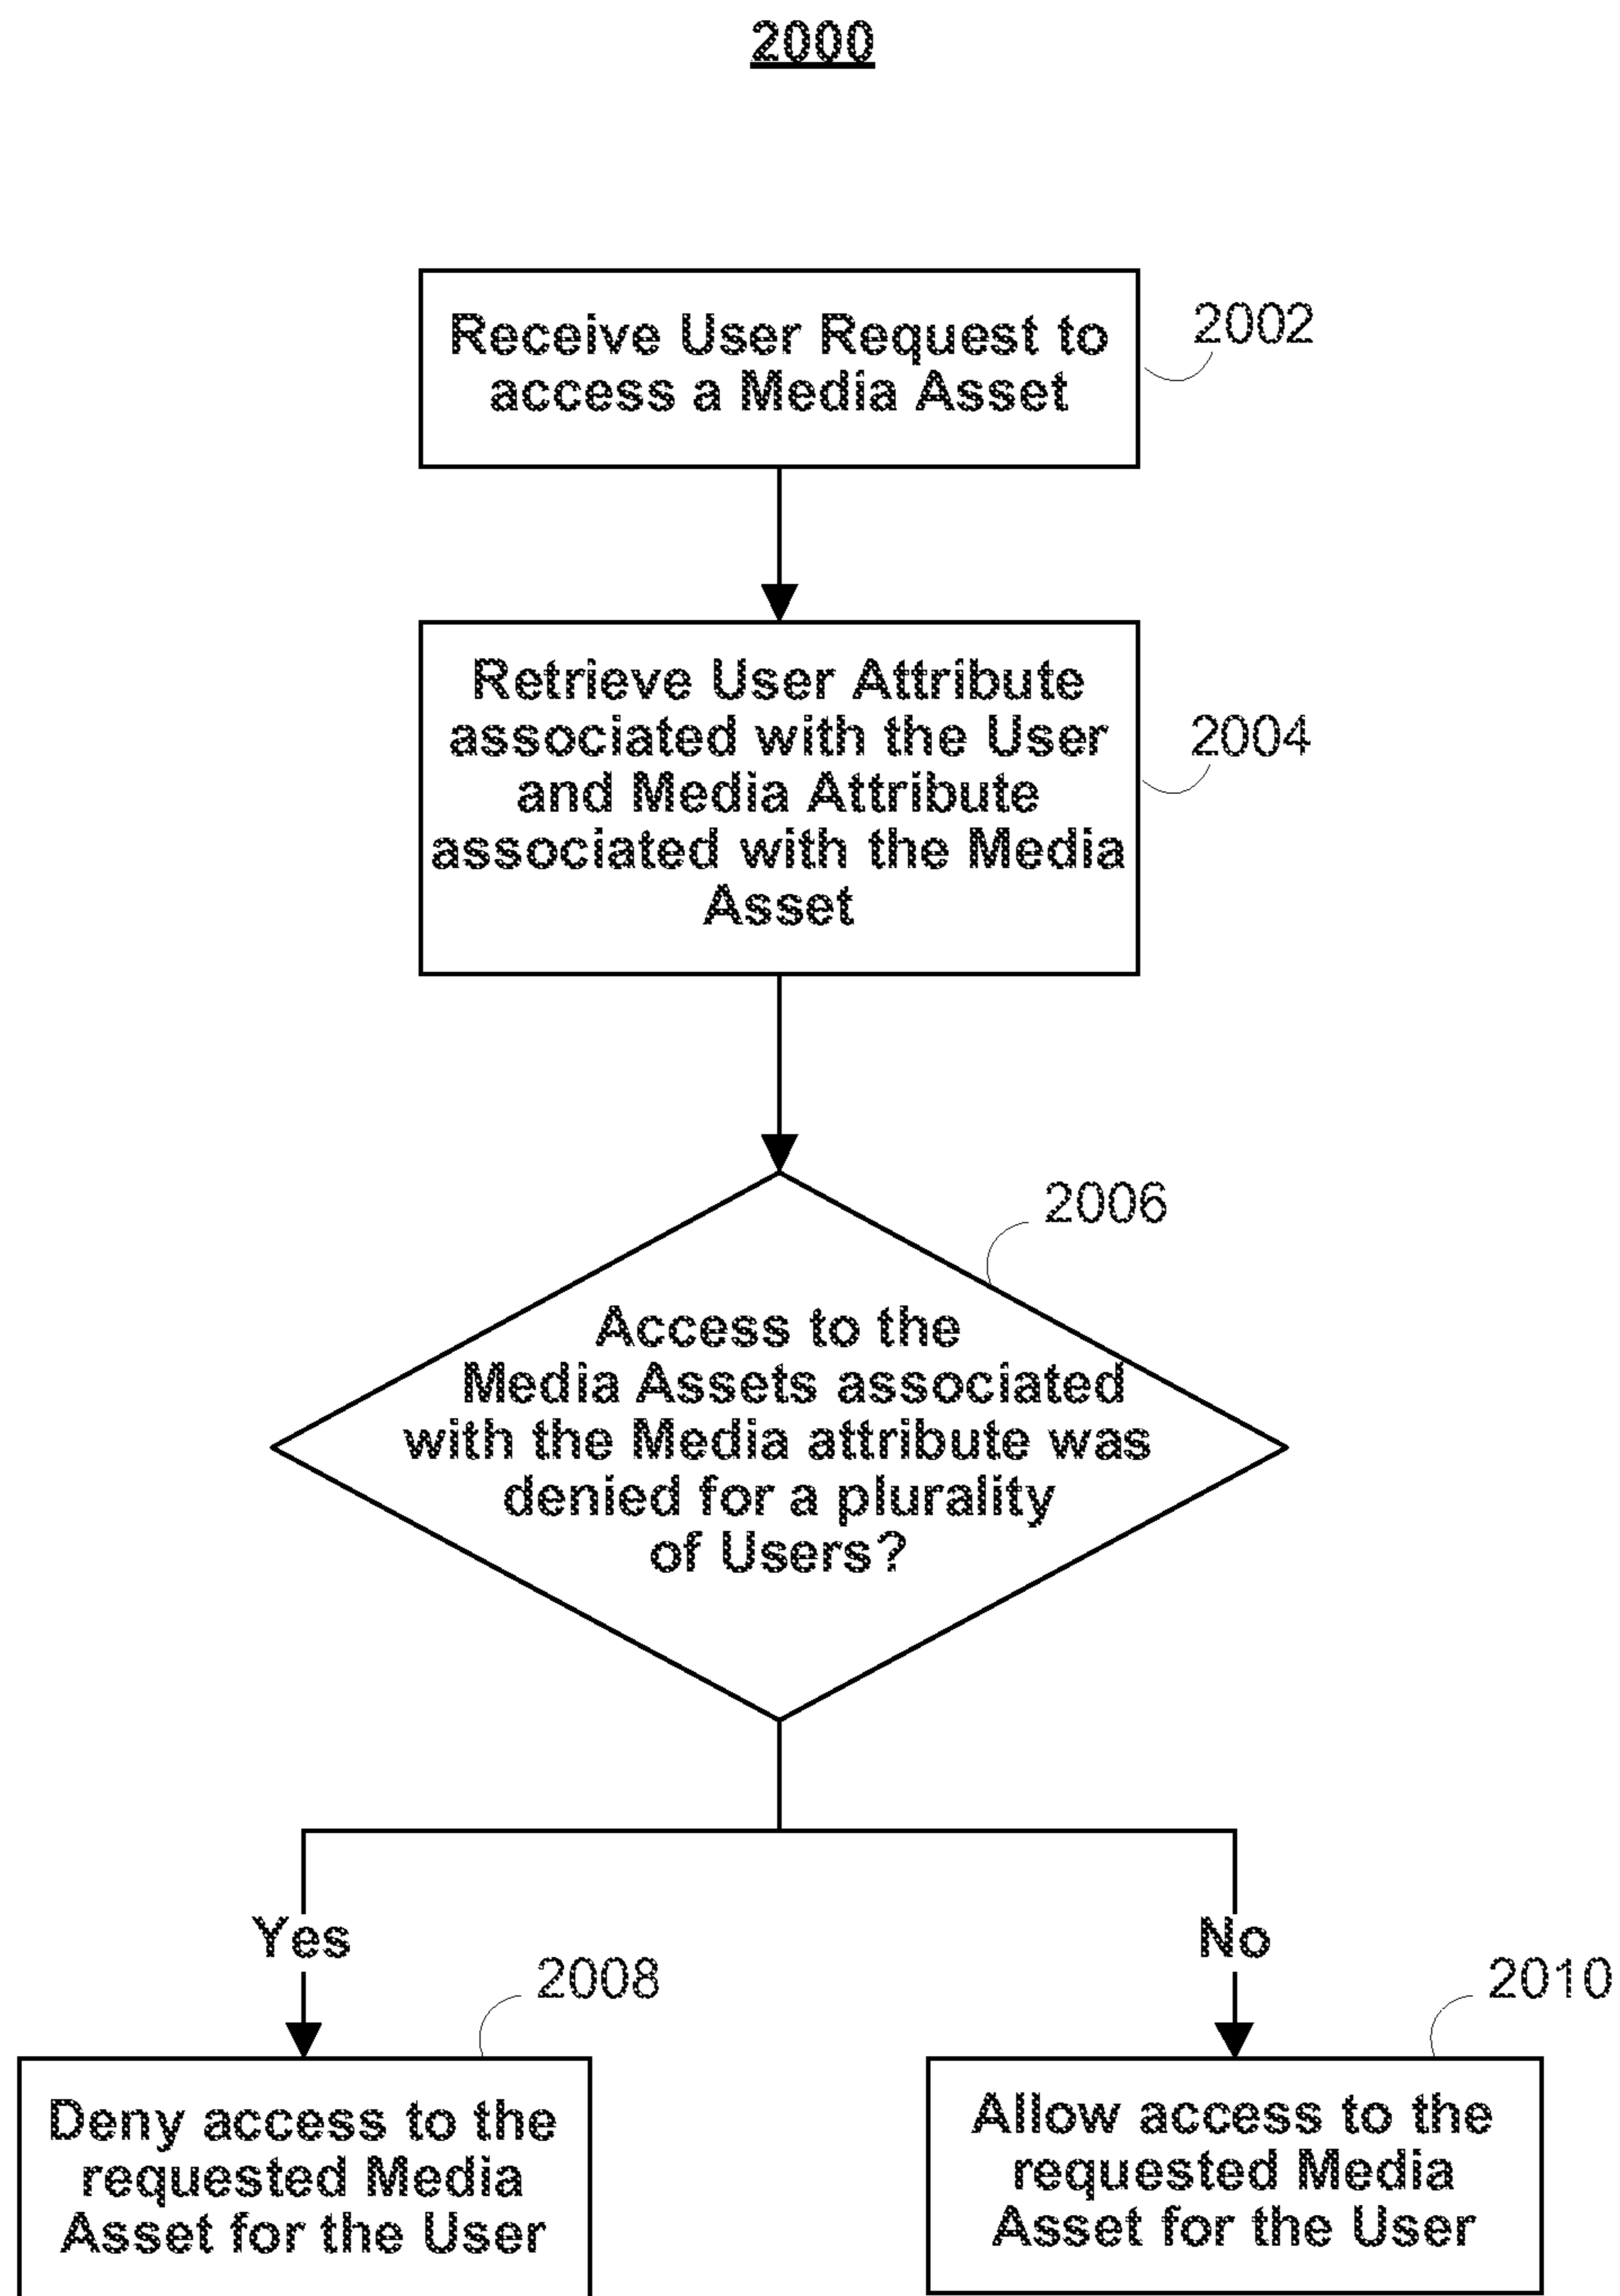 2000
Receive User Request to
access a Media Asset
2002
Retrieve User Attribute
associated with the User
and Media Attribute
associated with the Media
Asset
2004
2006
Access to the
Media Assets associated
with the Media attribute was
denied for a plurality
of Users?
Yes
No
2008
2010
Deny access to the
requested Media
Asset for the User
Allow access to the
requested Media
Asset for the User